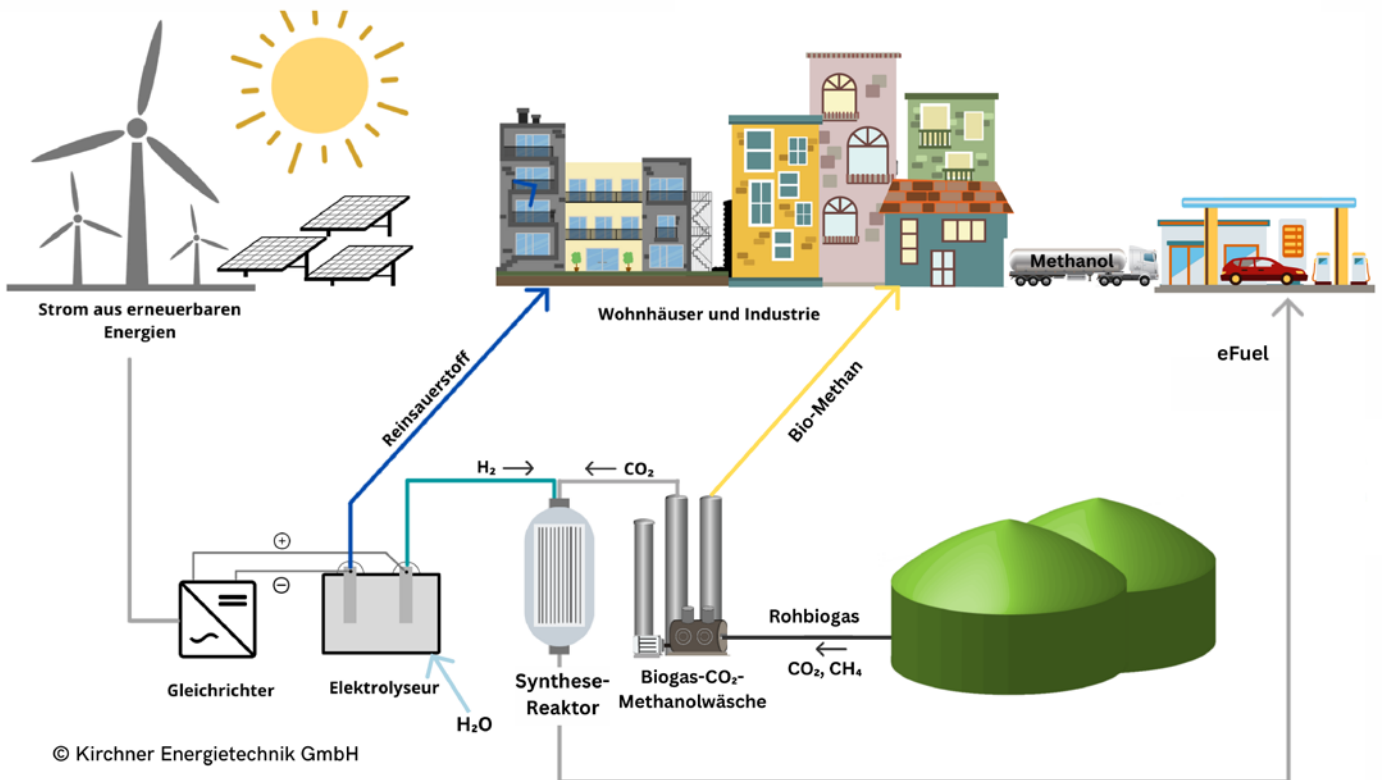 Strom aus erneuerbaren
Energien
Wohnhäuser und Industrie
Methanol
eFuel
Reinsauerstoff
Bio-Methan
H₂ →
← CO₂
+
−
Gleichrichter
Elektrolyseur
H₂O
Synthese-
Reaktor
Biogas-CO₂-
Methanolwäsche
Rohbiogas
←
CO₂, CH₄
© Kirchner Energietechnik GmbH